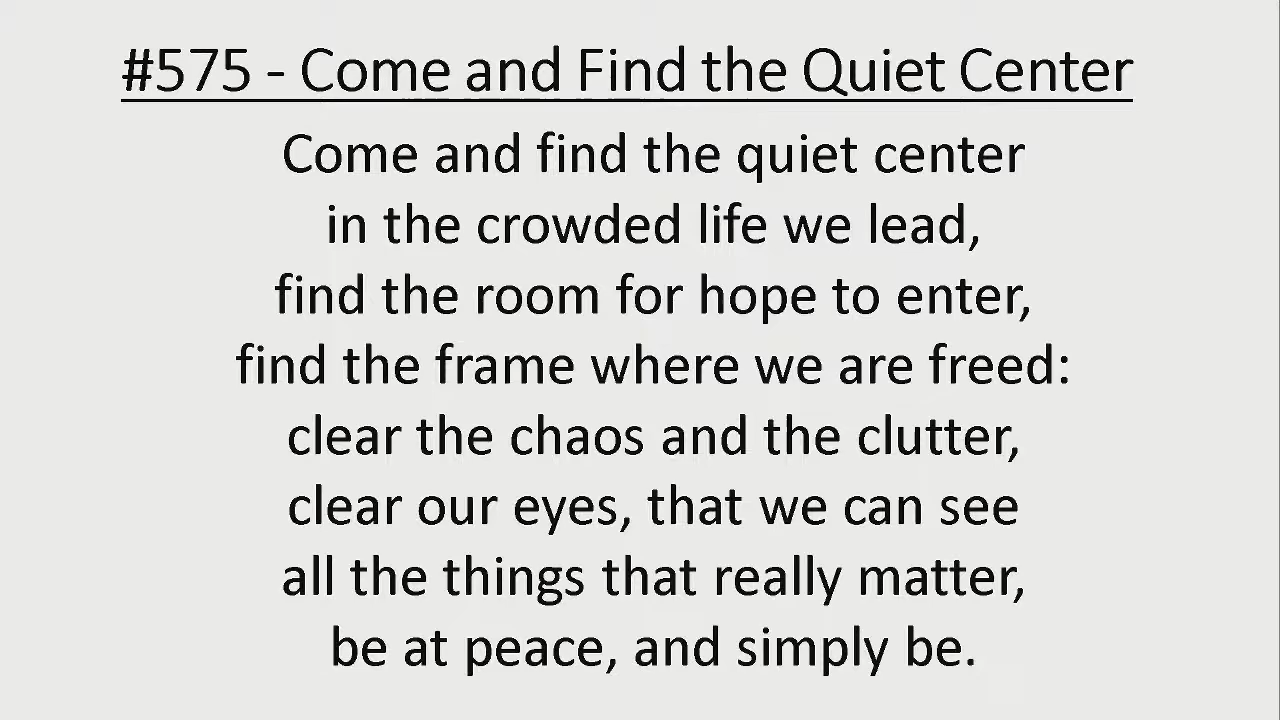 #575 - Come and Find the Quiet Center
Come and find the quiet center
in the crowded life we lead,
find the room for hope to enter,
find the frame where we are freed:
clear the chaos and the clutter,
clear our eyes, that we can see
all the things that really matter,
be at peace, and simply be.